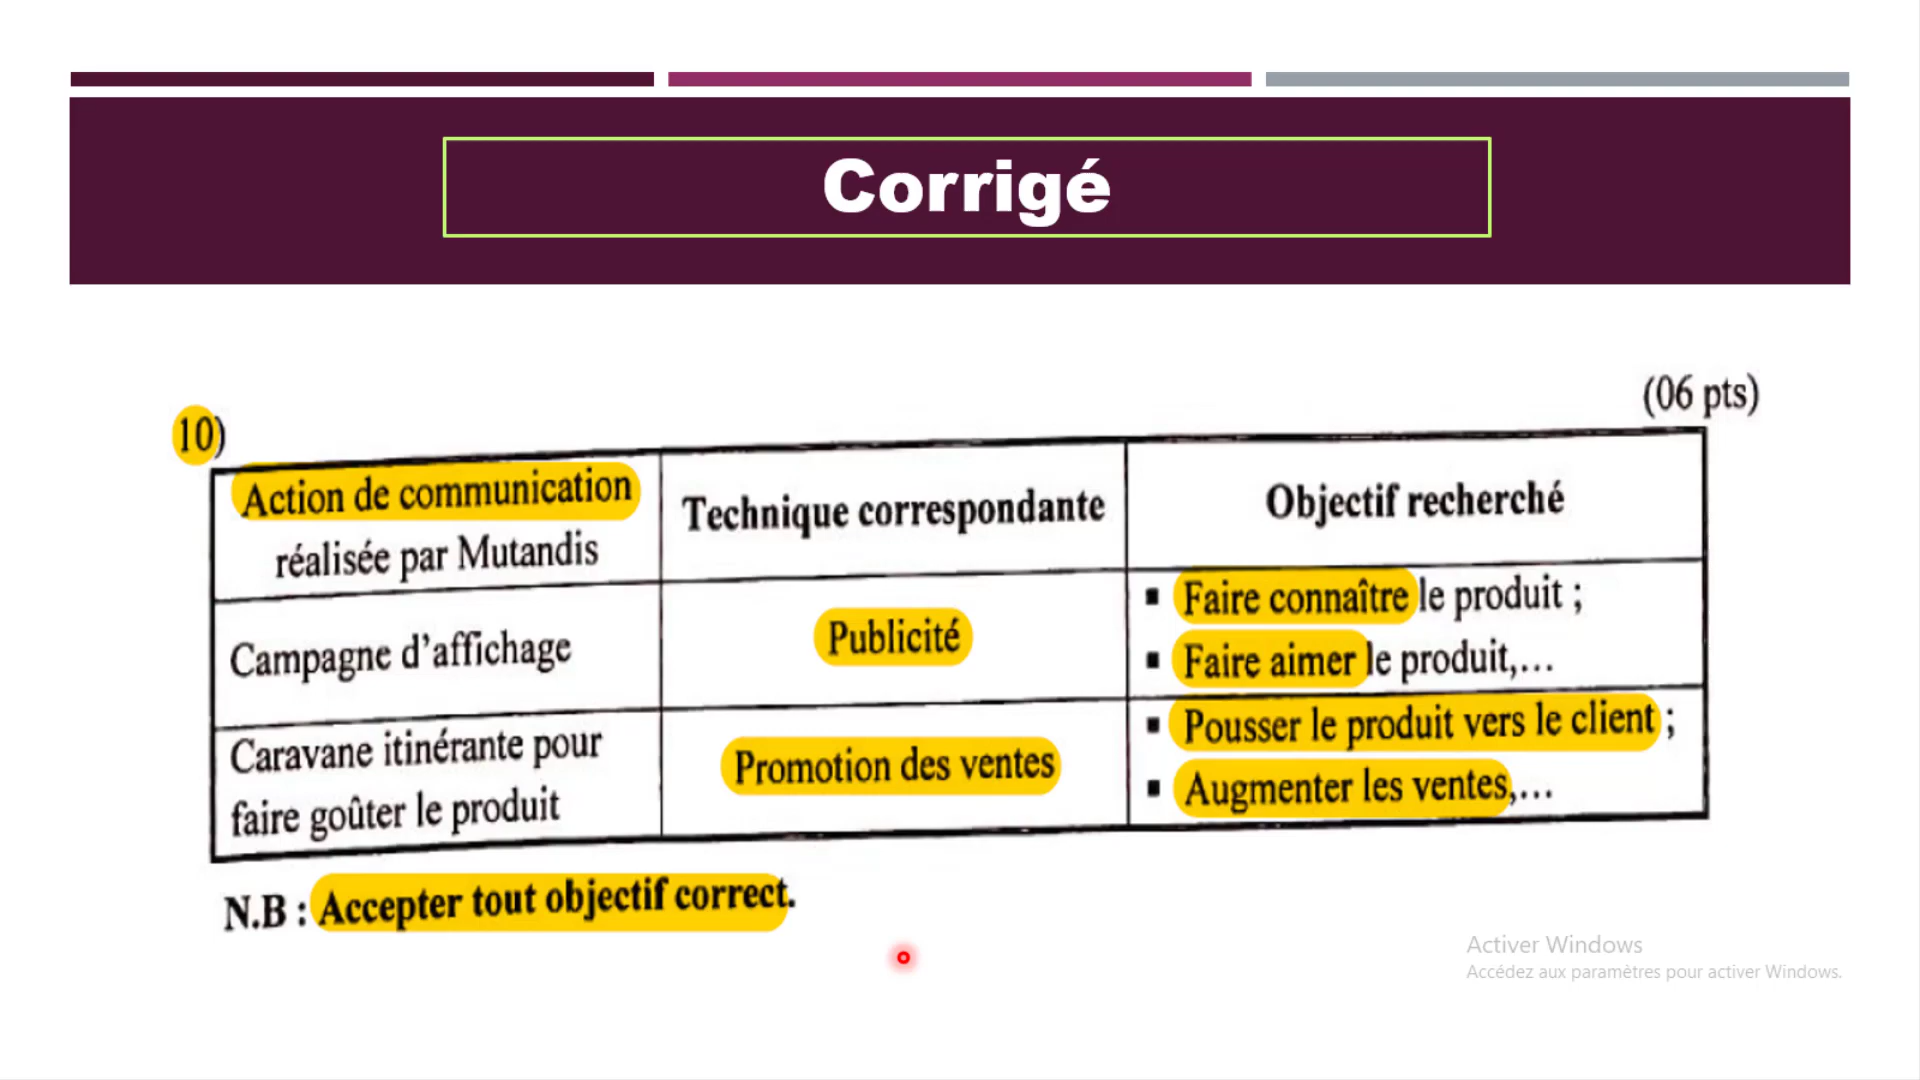 Corrigé
(06 pts)
10)
Action de communication
réalisée par Mutandis
Technique correspondante
Objectif recherché
Campagne d’affichage
Publicité
▪ Faire connaître le produit ;
▪ Faire aimer le produit,…
Caravane itinérante pour
faire goûter le produit
Promotion des ventes
▪ Pousser le produit vers le client ;
▪ Augmenter les ventes,…
N.B : Accepter tout objectif correct.
Activer Windows
Accédez aux paramètres pour activer Windows.